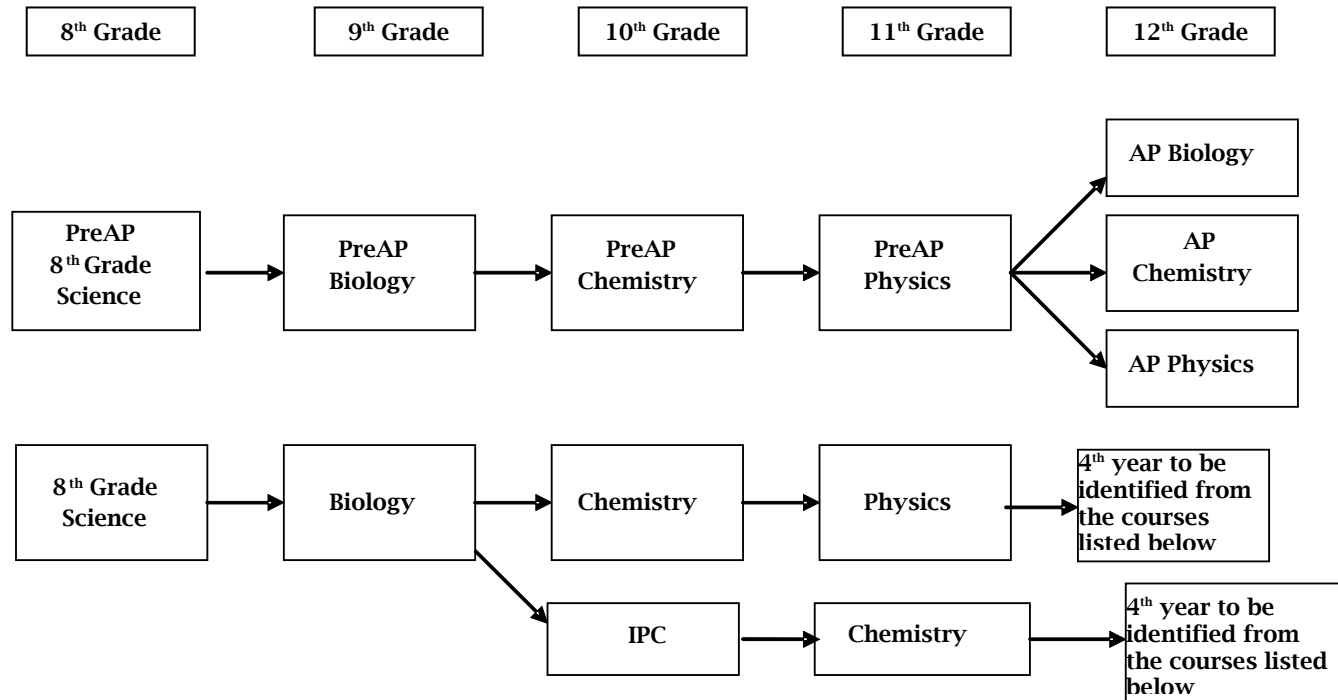 8th Grade
9th Grade
10th Grade
11th Grade
12th Grade
AP Biology
PreAP
8th Grade
Science
PreAP
Biology
PreAP
Chemistry
PreAP
Physics
AP
Chemistry
AP Physics
8th Grade
Science
Biology
Chemistry
Physics
4th year to be
identified from
the courses
listed below
IPC
Chemistry
4th year to be
identified from
the courses listed
below